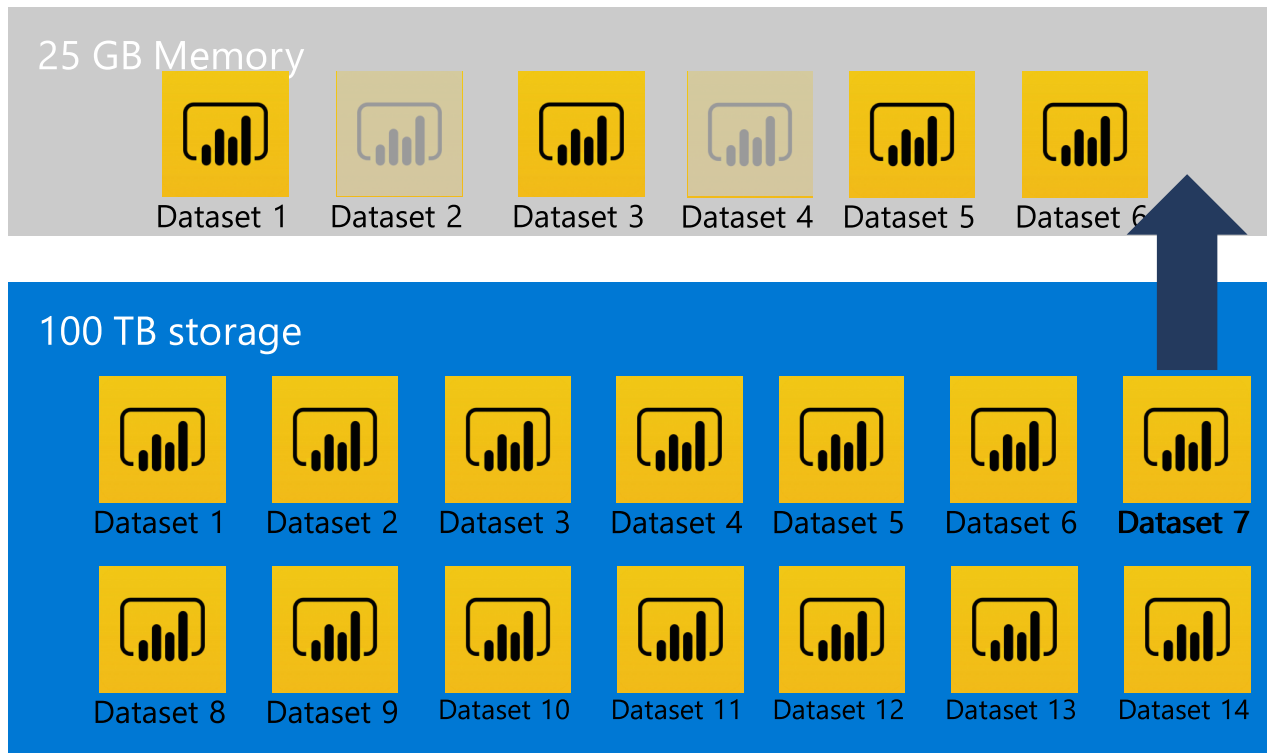 25 GB Memory
Dataset 1 Dataset 2 Dataset 3 Dataset 4 Dataset 5 Dataset 6
100 TB storage
Dataset 1 Dataset 2 Dataset 3 Dataset 4 Dataset 5 Dataset 6 Dataset 7
Dataset 8 Dataset 9 Dataset 10 Dataset 11 Dataset 12 Dataset 13 Dataset 14